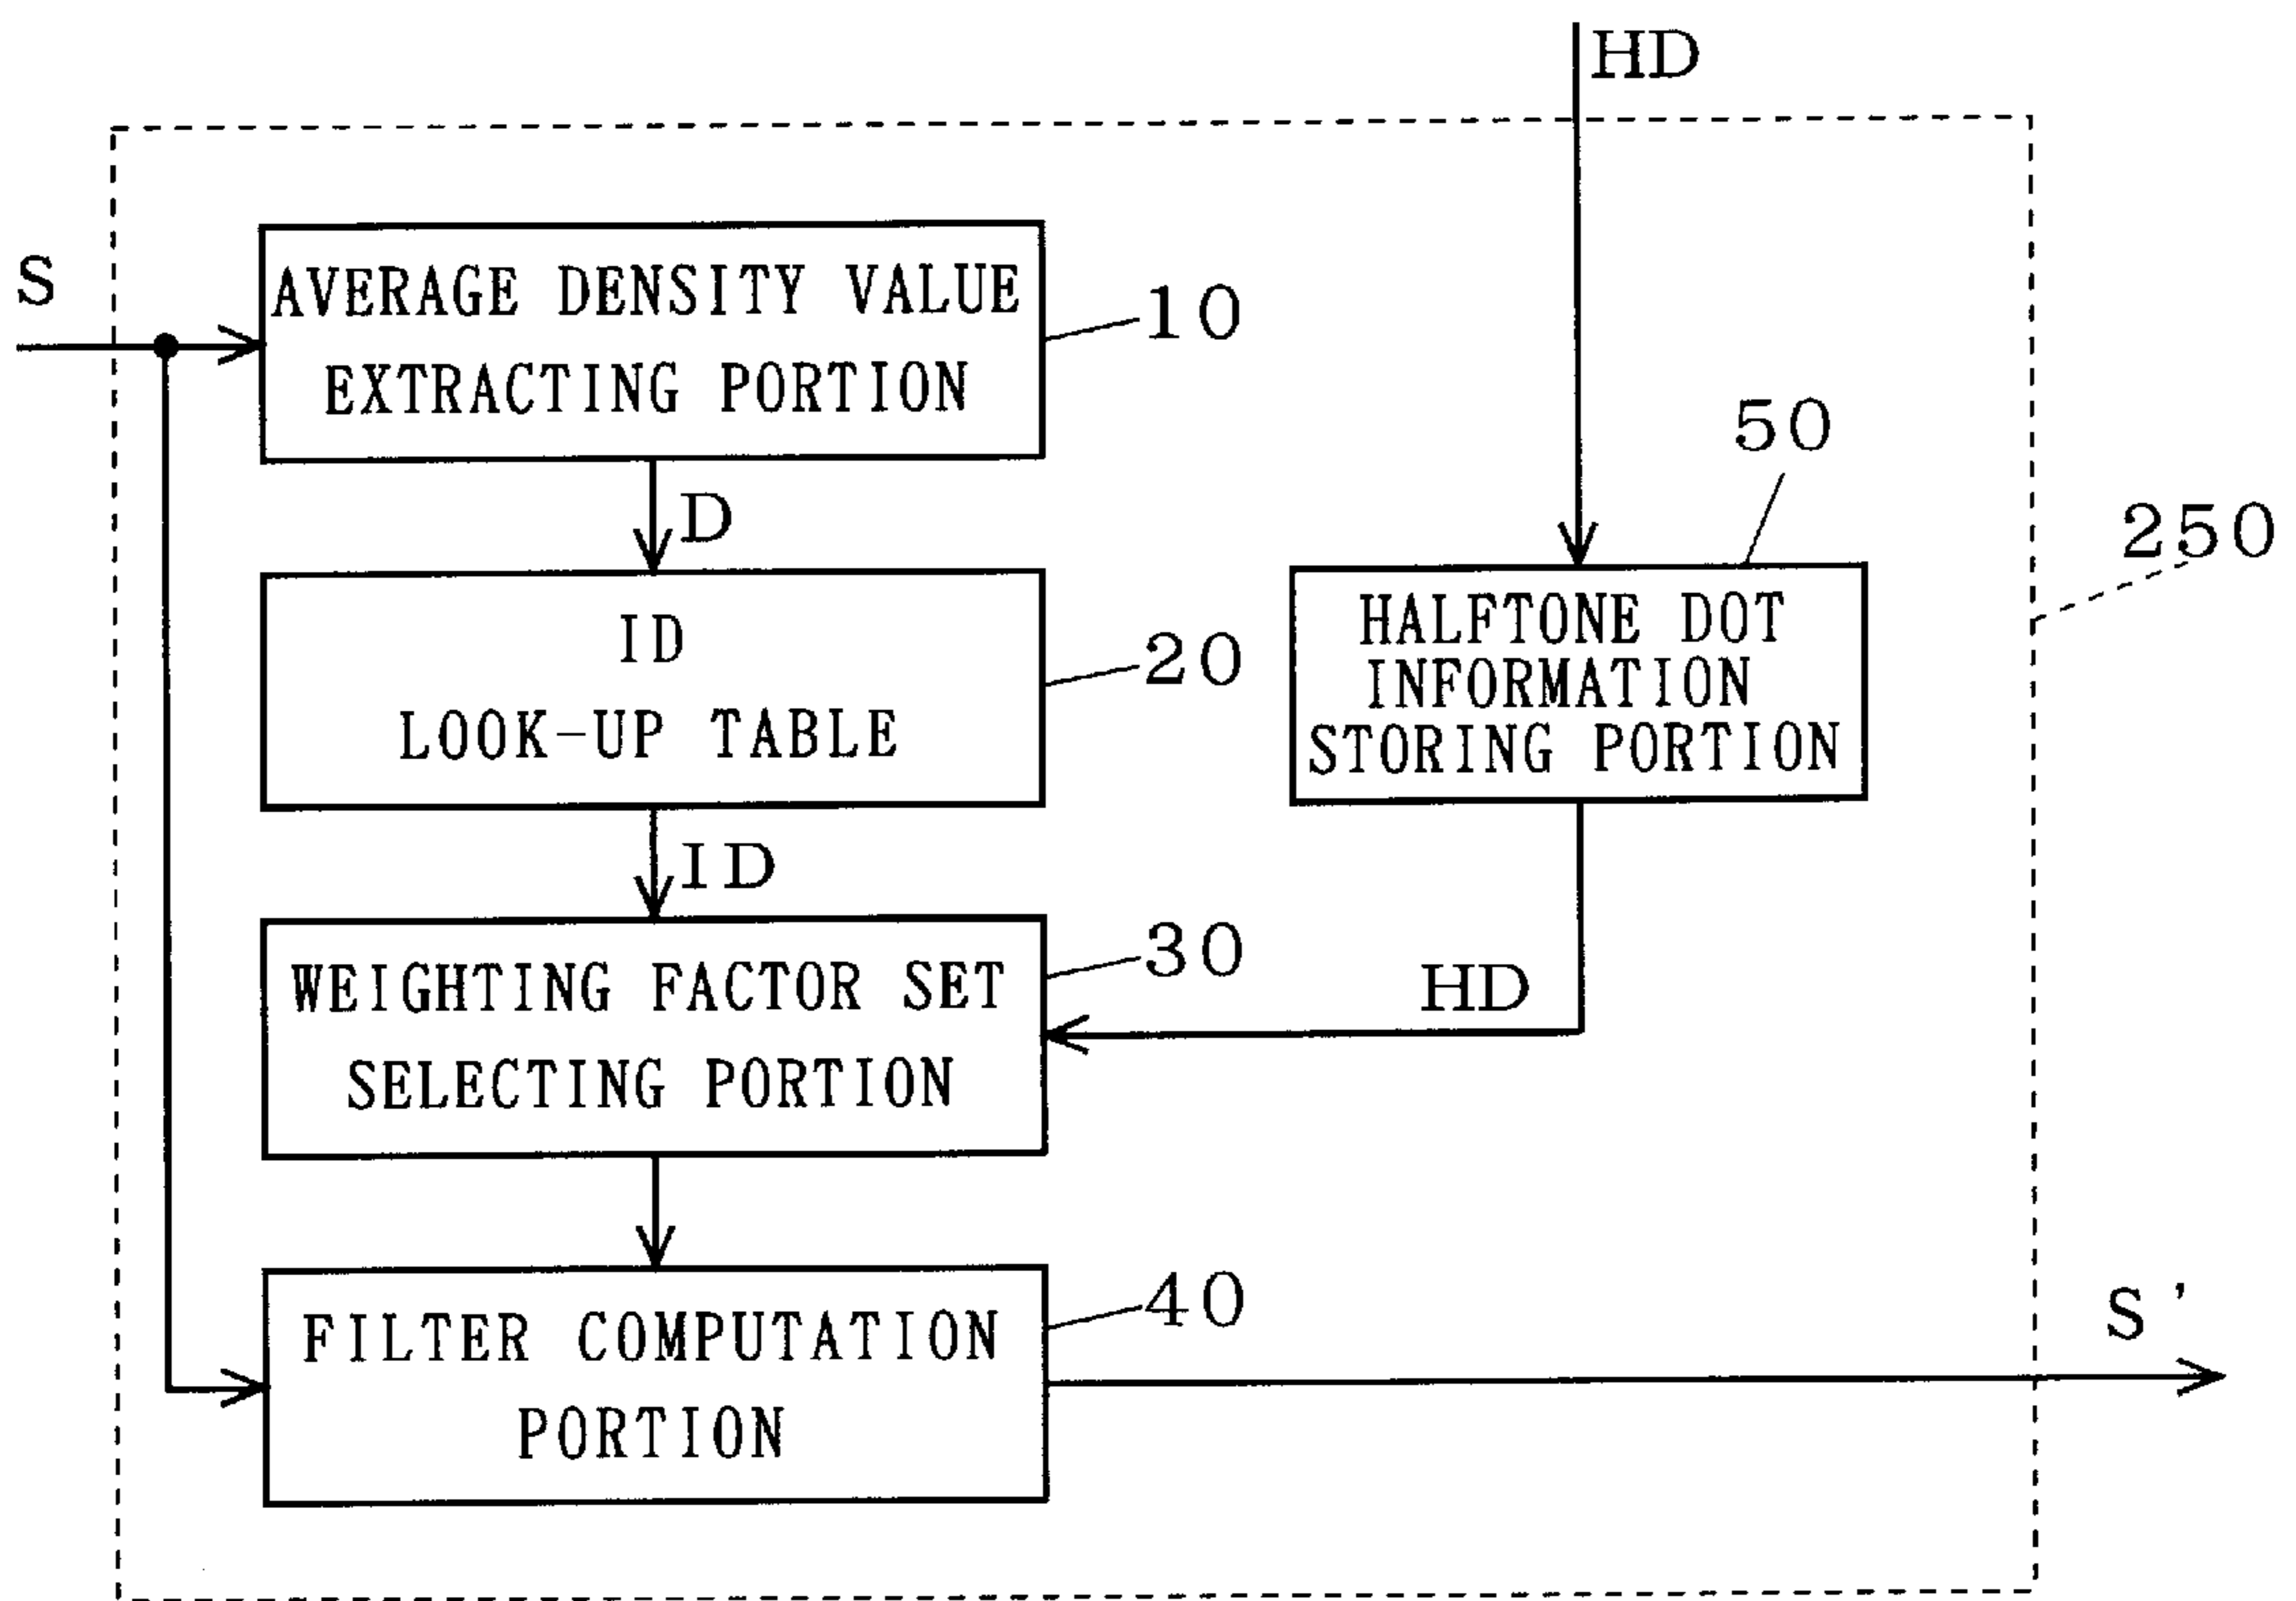 HD
S
AVERAGE DENSITY VALUE
EXTRACTING PORTION
10
D
50
250
ID
LOOK-UP TABLE
20
HALFTONE DOT
INFORMATION
STORING PORTION
ID
WEIGHTING FACTOR SET
SELECTING PORTION
30
HD
FILTER COMPUTATION
PORTION
40
S'